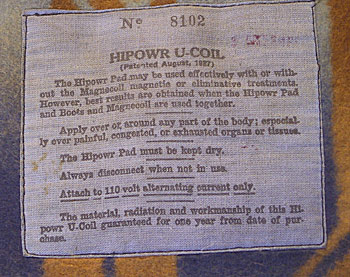 No 8102
HIPOWR U-COIL
(Patented August, 1927)
The Hipowr Pad may be used effectively with or with-
out the Magnecoil magnetic or eliminative treatments.
However, best results are obtained when the Hipowr Pad
and Boots and Magnecoil are used together.
Apply over or around any part of the body; especial-
ly over painful, congested, or exhausted organs or tissues.
The Hipowr Pad must be kept dry.
Always disconnect when not in use.
Attach to 110 volt alternating current only.
The material, radiation and workmanship of this Hi-
powr U-Coil guaranteed for one year from date of pur-
chase.